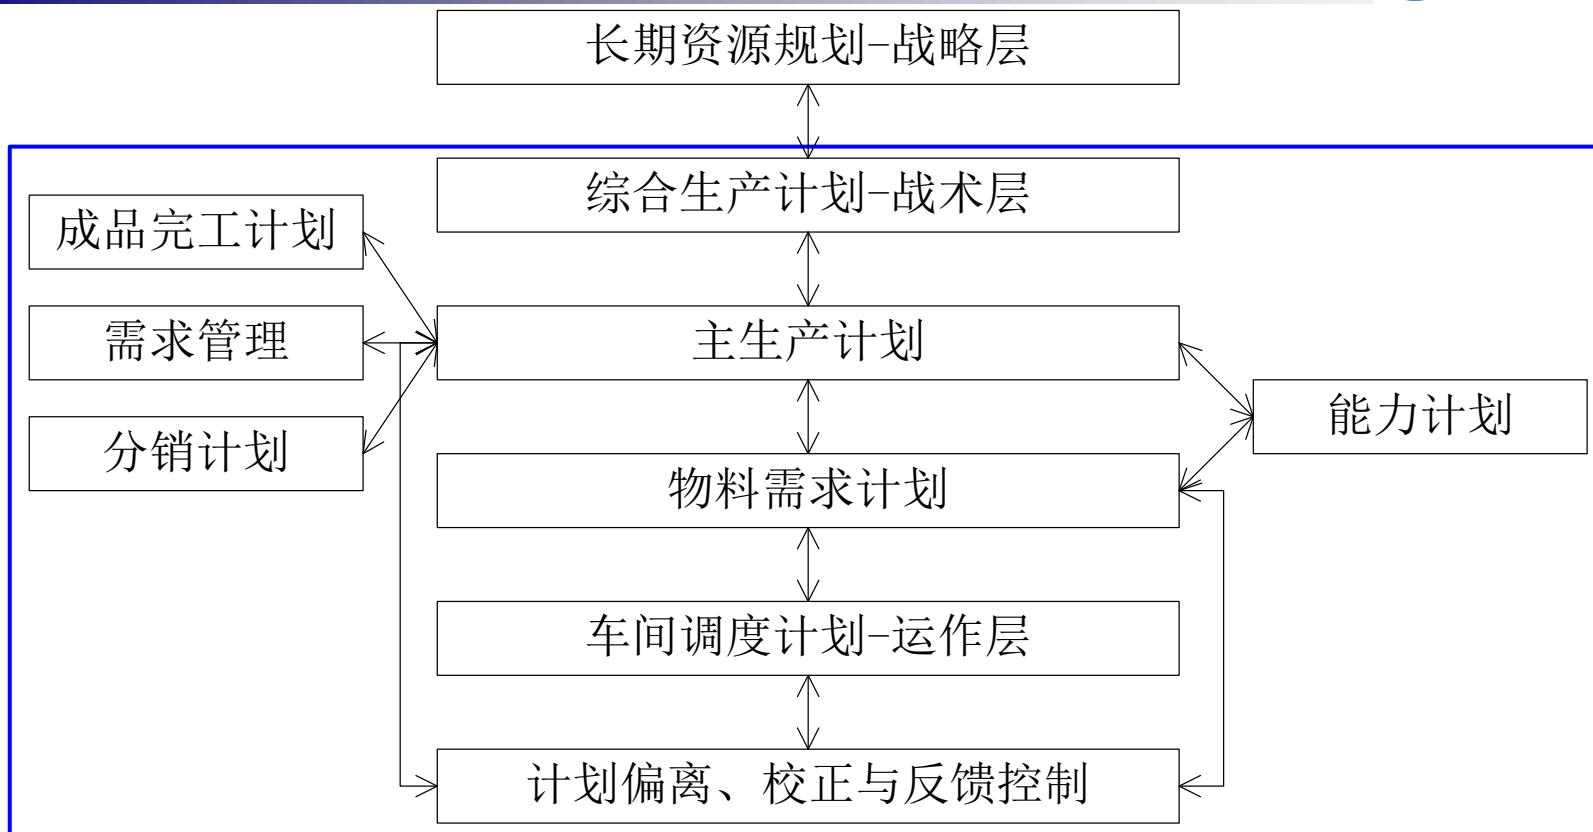 长期资源规划-战略层
综合生产计划-战术层
成品完工计划
需求管理
主生产计划
分销计划
能力计划
物料需求计划
车间调度计划-运作层
计划偏离、校正与反馈控制